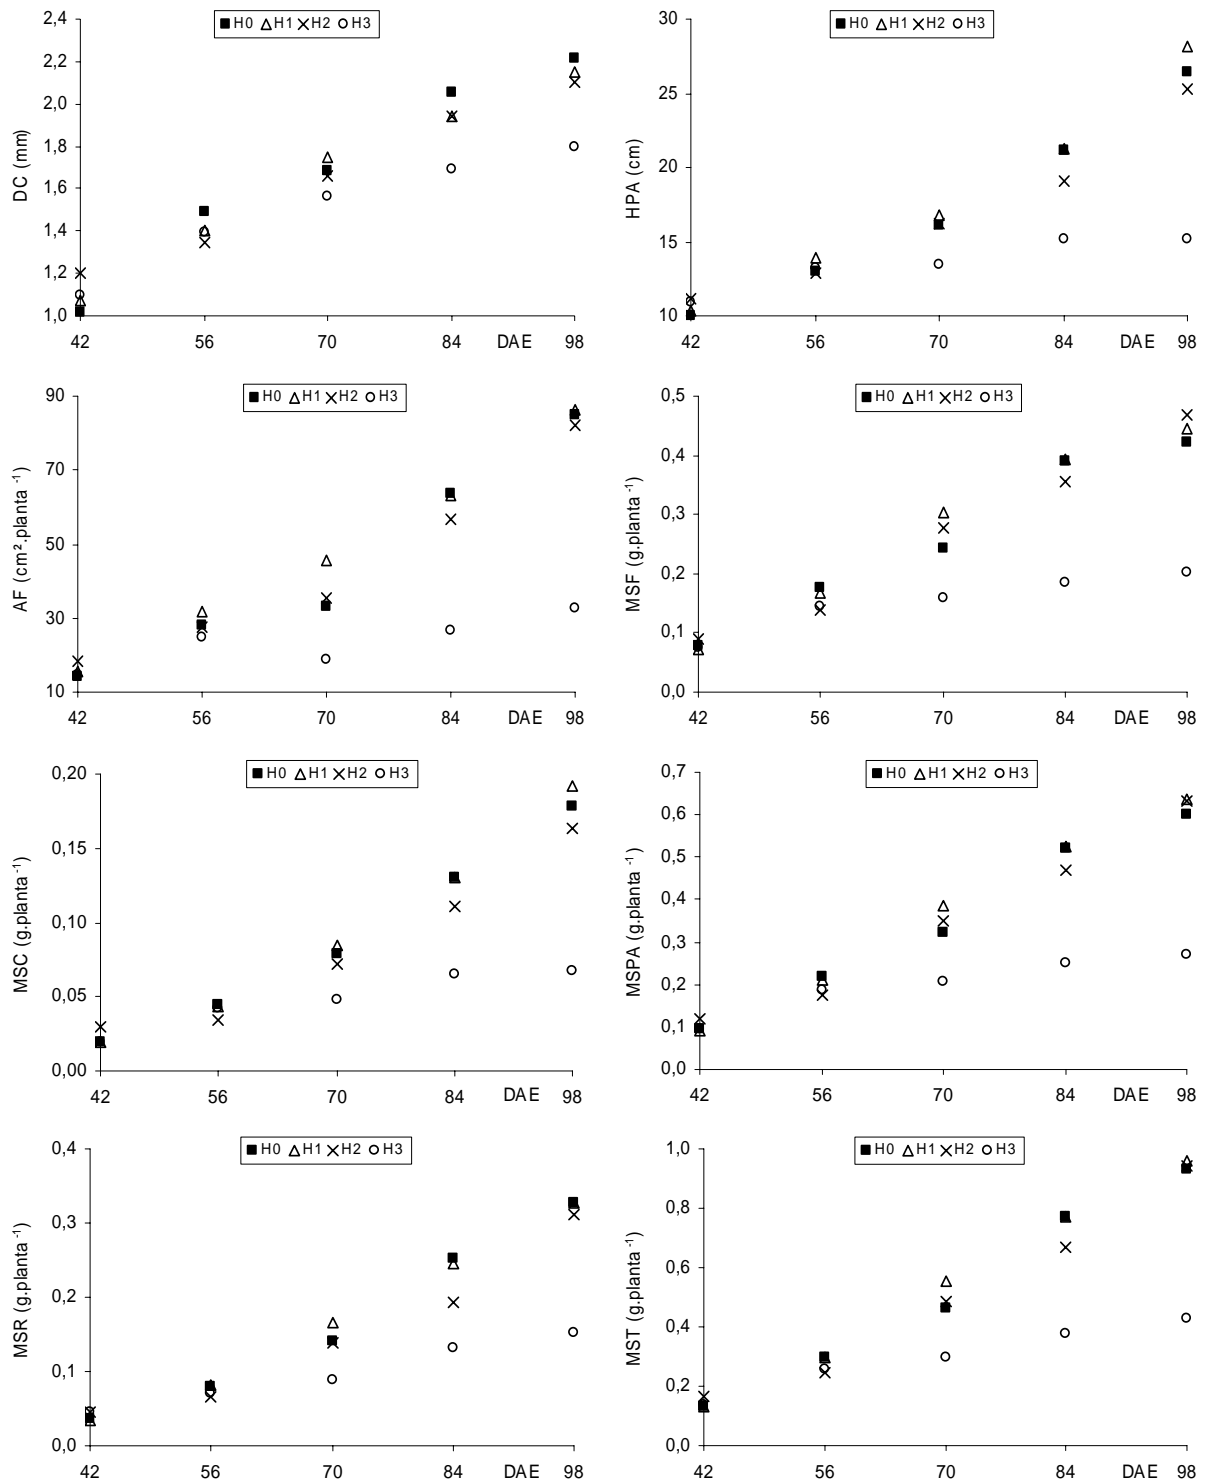 ■ H0 △ H1 × H2 ○ H3
DC (mm)
2,4
2,2
2,0
1,8
1,6
1,4
1,2
1,0
42 56 70 84 DAE 98
■ H0 △ H1 × H2 ○ H3
HPA (cm)
30
25
20
15
10
42 56 70 84 DAE 98
■ H0 △ H1 × H2 ○ H3
AF (cm².planta⁻¹)
90
70
50
30
10
42 56 70 84 DAE 98
■ H0 △ H1 × H2 ○ H3
MSF (g.planta⁻¹)
0,5
0,4
0,3
0,2
0,1
0,0
42 56 70 84 DAE 98
■ H0 △ H1 × H2 ○ H3
MSC (g.planta⁻¹)
0,20
0,15
0,10
0,05
0,00
42 56 70 84 DAE 98
■ H0 △ H1 × H2 ○ H3
MSPA (g.planta⁻¹)
0,7
0,6
0,5
0,4
0,3
0,2
0,1
0,0
42 56 70 84 DAE 98
■ H0 △ H1 × H2 ○ H3
MSR (g.planta⁻¹)
0,4
0,3
0,2
0,1
0,0
42 56 70 84 DAE 98
■ H0 △ H1 × H2 ○ H3
MST (g.planta⁻¹)
1,0
0,8
0,6
0,4
0,2
0,0
42 56 70 84 DAE 98